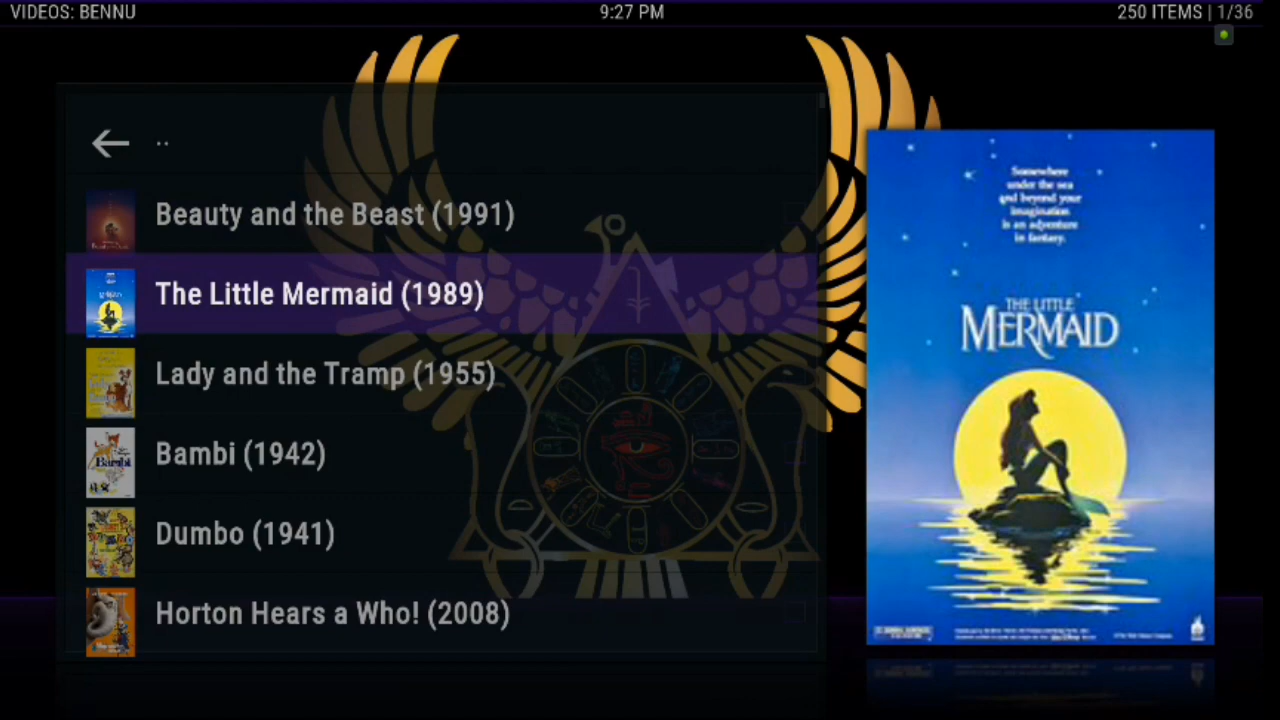 VIDEOS: BENNU
9:27 PM
250 ITEMS | 1/36
..
Beauty and the Beast (1991)
The Little Mermaid (1989)
Lady and the Tramp (1955)
Bambi (1942)
Dumbo (1941)
Horton Hears a Who! (2008)
Somewhere
under the sea
and beyond your
imagination
is an adventure
in fantasy.
THE LITTLE
MERMAID
Bambi